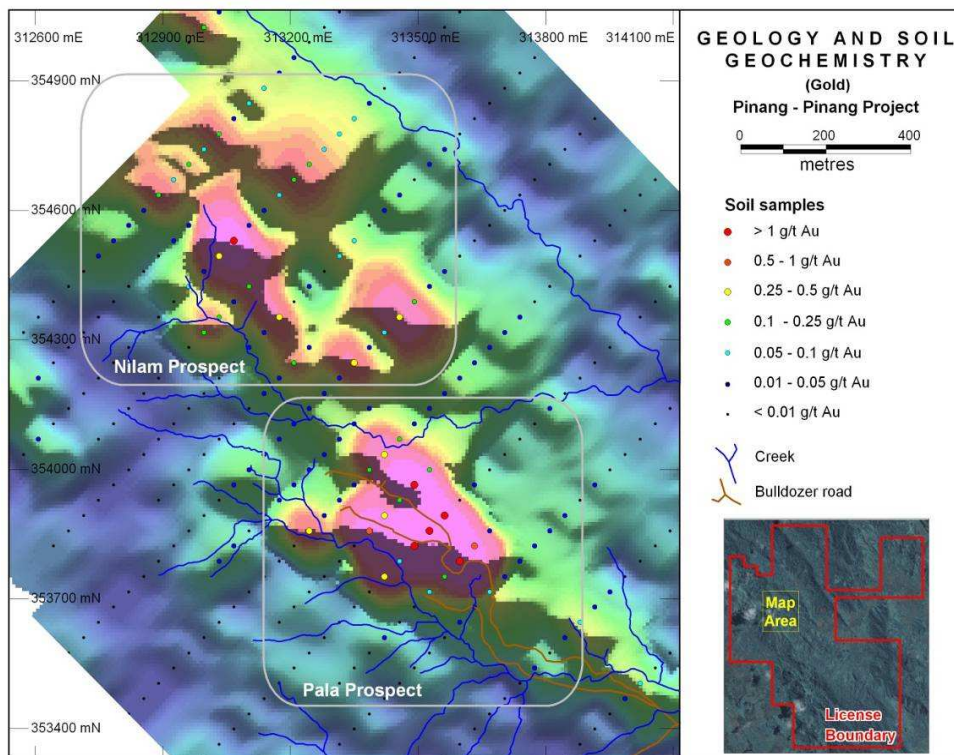 312600 mE 312900 mE 313200 mE 313500 mE 313800 mE 314100 mE
354900 mN
354600 mN
354300 mN
354000 mN
353700 mN
353400 mN
Nilam Prospect
Pala Prospect
GEOLOGY AND SOIL
GEOCHEMISTRY
(Gold)
Pinang - Pinang Project
0 200 400
metres
Soil samples
> 1 g/t Au
0.5 - 1 g/t Au
0.25 - 0.5 g/t Au
0.1 - 0.25 g/t Au
0.05 - 0.1 g/t Au
0.01 - 0.05 g/t Au
< 0.01 g/t Au
Creek
Bulldozer road
Map
Area
License
Boundary